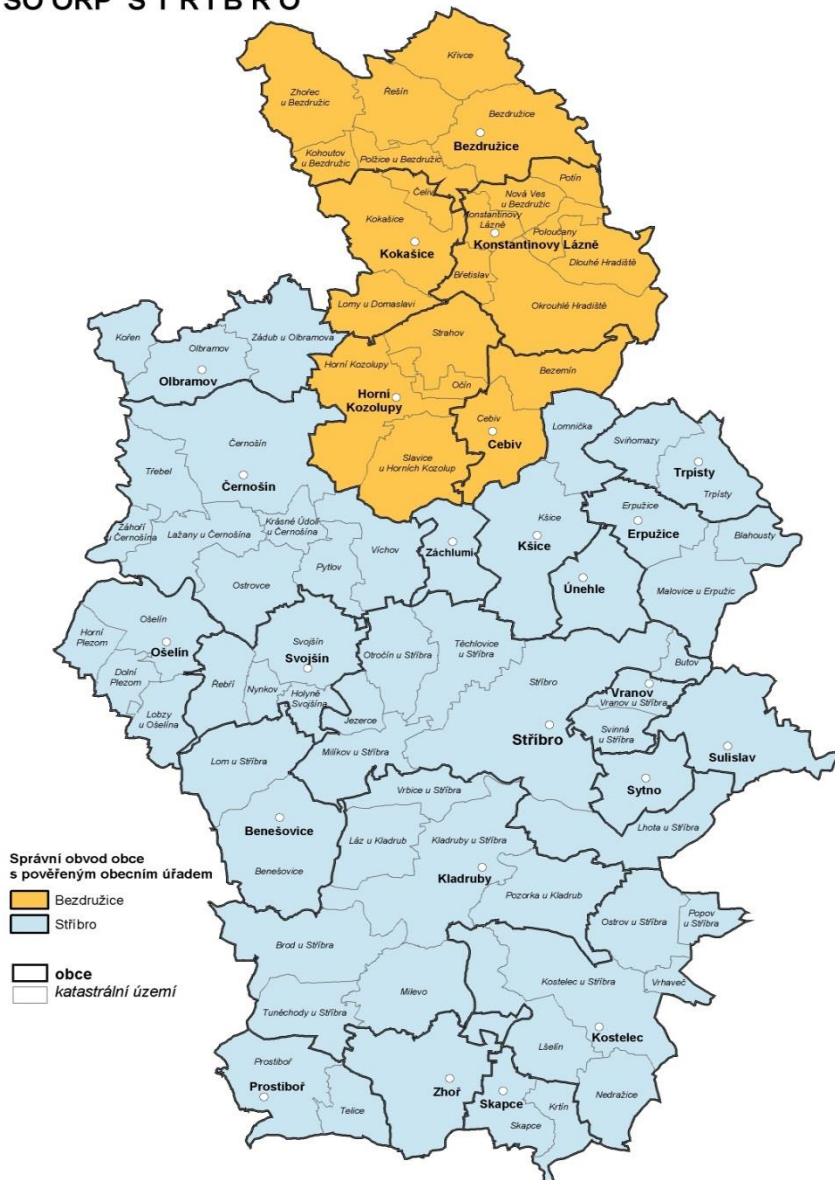 SO ORP S T Ř Í B R O
Křivce
Zhořec
u Bezdružic
Řešín
Bezdružice
Bezdružice
Kohoutov
u Bezdružic
Polžice u Bezdružic
Potín
Nová Ves
u Bezdružic
Čeliv
Kokašice
Konstantinovy
Lázně
Poloučany
Konstantinovy Lázně
Kokašice
Dlouhé Hradiště
Břetislav
Lomy u Domaslavi
Okrouhlé Hradiště
Kořen
Olbramov
Zádub u Olbramova
Strahov
Olbramov
Horní Kozolupy
Bezemín
Očín
Horní
Kozolupy
Cebiv
Cebiv
Lomnička
Černošín
Slavice
u Horních Kozolup
Sviňomazy
Třebel
Trpísty
Černošín
Trpísty
Erpužice
Záhoří
u Černošína
Lažany u Černošína
Krásné Údolí
u Černošína
Kšice
Erpužice
Blahousty
Víchov
Záchlumí
Kšice
Ostrovce
Pytlov
Únehle
Malovice u Erpužic
Ošelín
Horní
Plezom
Ošelín
Svojšín
Svojšín
Otročín u Stříbra
Těchlovice
u Stříbra
Butov
Dolní
Plezom
Řebří
Nynkov
Holyně
u Svojšína
Stříbro
Vranov
Vranov u Stříbra
Lobzy
u Ošelína
Jezerce
Stříbro
Svinná
u Stříbra
Sulislav
Lom u Stříbra
Milíkov u Stříbra
Sytno
Vrbice u Stříbra
Benešovice
Láz u Kladrub
Kladruby u Stříbra
Lhota u Stříbra
Správní obvod obce
s pověřeným obecním úřadem
Bezdružice
Stříbro
obce
katastrální území
Benešovice
Kladruby
Pozorka u Kladrub
Ostrov u Stříbra
Popov
u Stříbra
Brod u Stříbra
Kostelec u Stříbra
Vrhaveč
Milevo
Tuněchody u Stříbra
Kostelec
Lšelín
Prostiboř
Prostiboř
Zhoř
Skapce
Nedražice
Telice
Krtín
Skapce